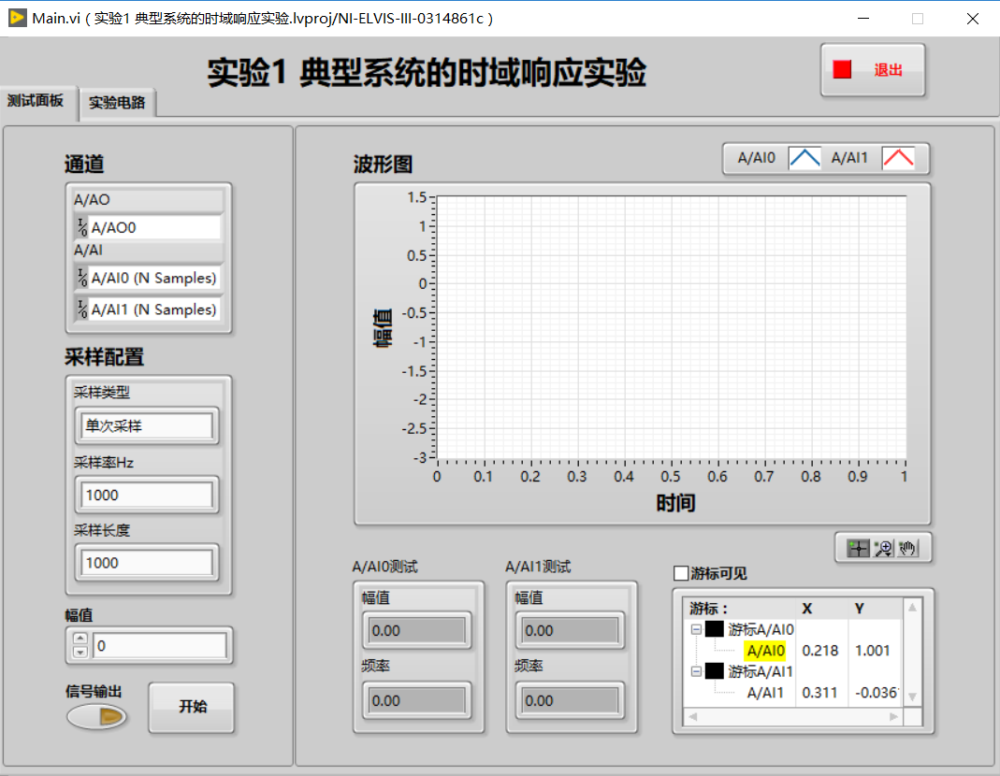 Main.vi ( 实验1 典型系统的时域响应实验.lvproj/NI-ELVIS-III-0314861c )
实验1 典型系统的时域响应实验
退出
测试面板
实验电路
通道
A/AO
A/AO0
A/AI
A/AI0 (N Samples)
A/AI1 (N Samples)
采样配置
采样类型
单次采样
采样率Hz
1000
采样长度
1000
幅值
0
信号输出
开始
波形图
A/AI0 A/AI1
1.5
1
0.5
0
-0.5
-1
-1.5
-2
-2.5
-3
幅值
0 0.1 0.2 0.3 0.4 0.5 0.6 0.7 0.8 0.9 1
时间
A/AI0测试
幅值
0.00
频率
0.00
A/AI1测试
幅值
0.00
频率
0.00
游标可见
游标： X Y
游标A/AI0
A/AI0 0.218 1.001
游标A/AI1
A/AI1 0.311 -0.036